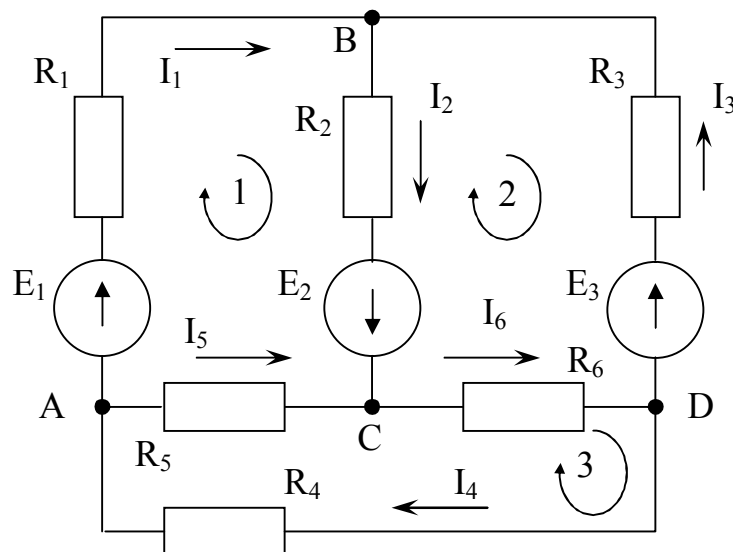 B
R₁
I₁
R₂
I₂
R₃
I₃
1
2
E₁
E₂
E₃
I₅
I₆
R₆
A
C
D
R₅
R₄
I₄
3